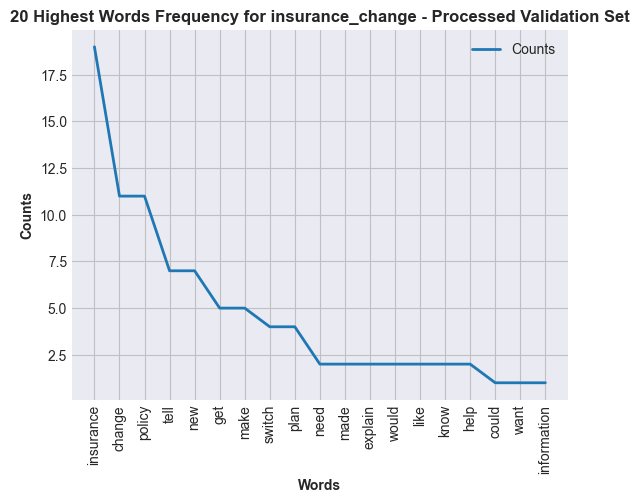 20 Highest Words Frequency for insurance_change - Processed Validation Set
Counts
17.5
15.0
12.5
10.0
7.5
5.0
2.5
Counts
insurance
change
policy
tell
new
get
make
switch
plan
need
made
explain
would
like
know
help
could
want
information
Words